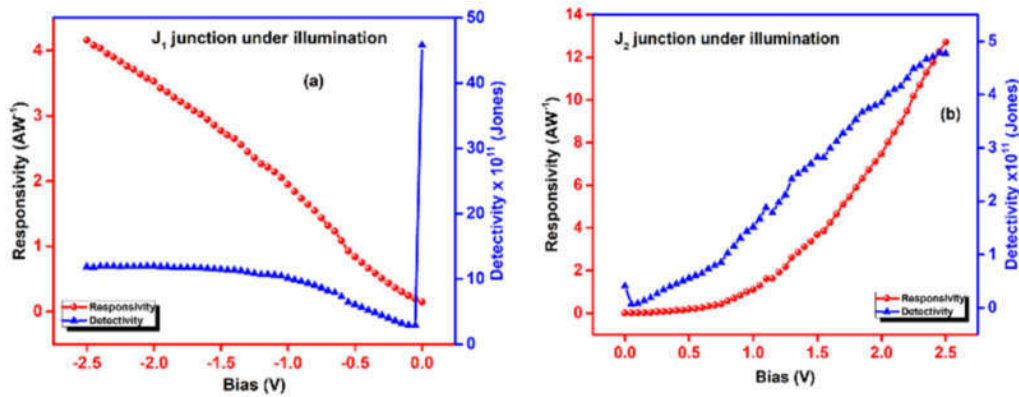 J1 junction under illumination
(a)
Responsivity (AW-1)
4
3
2
1
0
50
40
30
20
10
0
Detectivity x 10^11 (Jones)
Responsivity
Detectivity
-2.5 -2.0 -1.5 -1.0 -0.5 0.0
Bias (V)
J2 junction under illumination
(b)
Responsivity (AW-1)
14
12
10
8
6
4
2
0
5
4
3
2
1
0
Detectivity x 10^11 (Jones)
Responsivity
Detectivity
0.0 0.5 1.0 1.5 2.0 2.5
Bias (V)